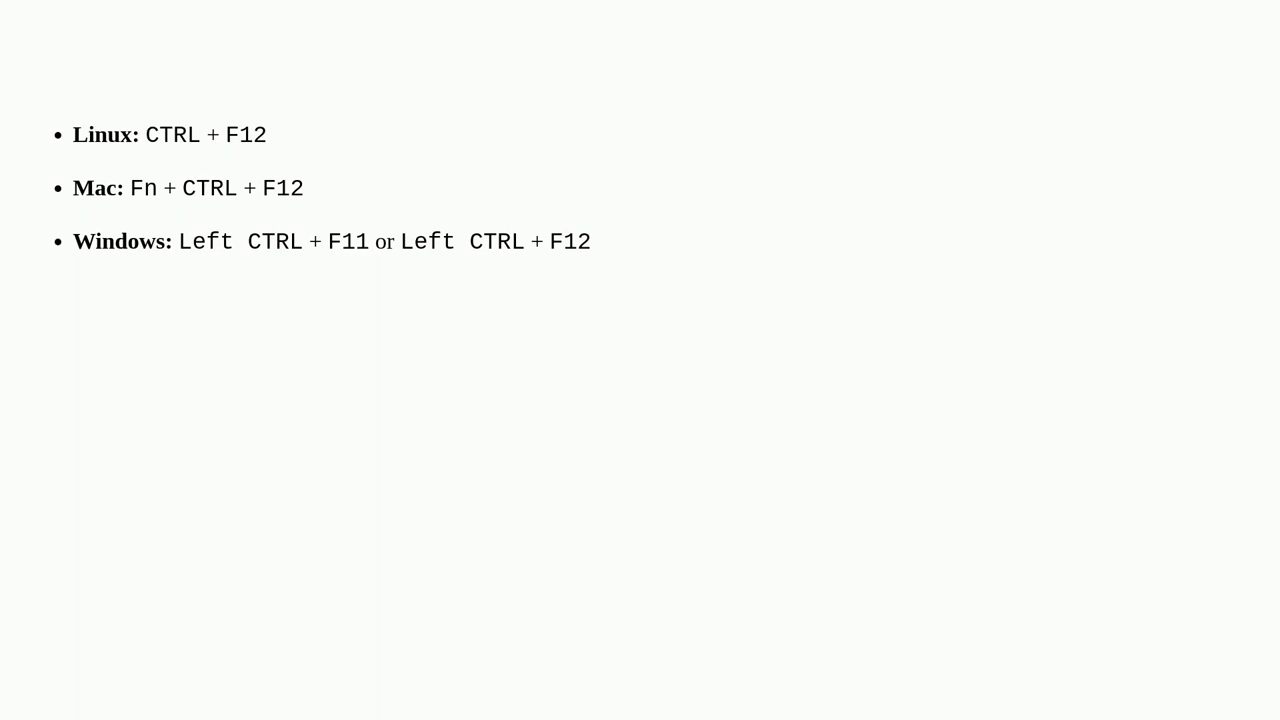 • Linux: CTRL + F12
• Mac: Fn + CTRL + F12
• Windows: Left CTRL + F11 or Left CTRL + F12